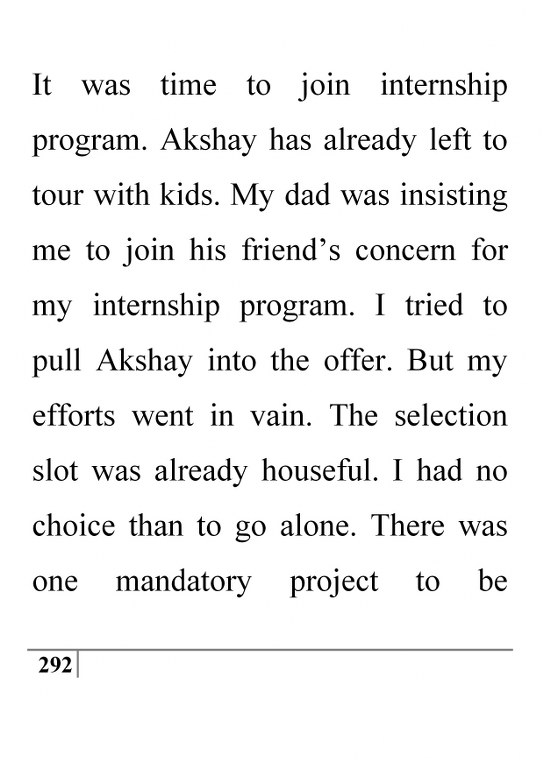 It was time to join internship
program. Akshay has already left to
tour with kids. My dad was insisting
me to join his friend’s concern for
my internship program. I tried to
pull Akshay into the offer. But my
efforts went in vain. The selection
slot was already houseful. I had no
choice than to go alone. There was
one mandatory project to be
292